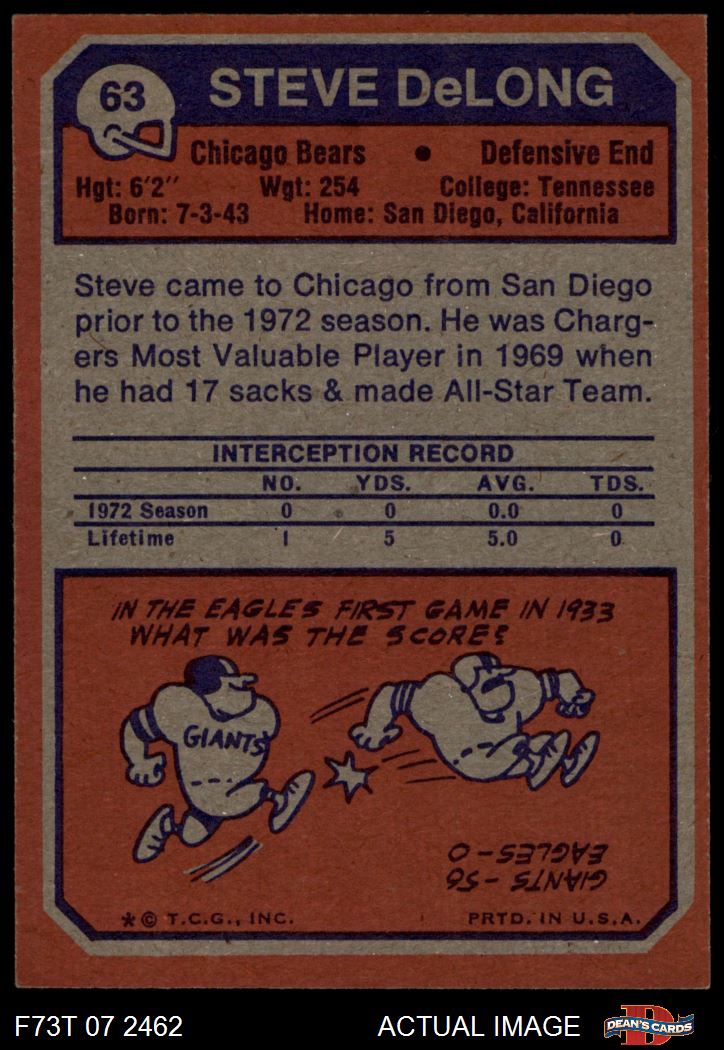 63
STEVE DeLONG
Chicago Bears • Defensive End
Hgt: 6'2" Wgt: 254 College: Tennessee
Born: 7-3-43 Home: San Diego, California
Steve came to Chicago from San Diego
prior to the 1972 season. He was Charg-
ers Most Valuable Player in 1969 when
he had 17 sacks & made All-Star Team.
INTERCEPTION RECORD
NO. YDS. AVG. TDS.
1972 Season 0 0 0.0 0
Lifetime 1 5 5.0 0
IN THE EAGLES FIRST GAME IN 1933
WHAT WAS THE SCORE?
GIANTS
GIANTS - 56
EAGLES - 0
* © T.C.G., INC. PRTD. IN U.S.A.
F73T 07 2462 ACTUAL IMAGE
DEAN'S CARDS